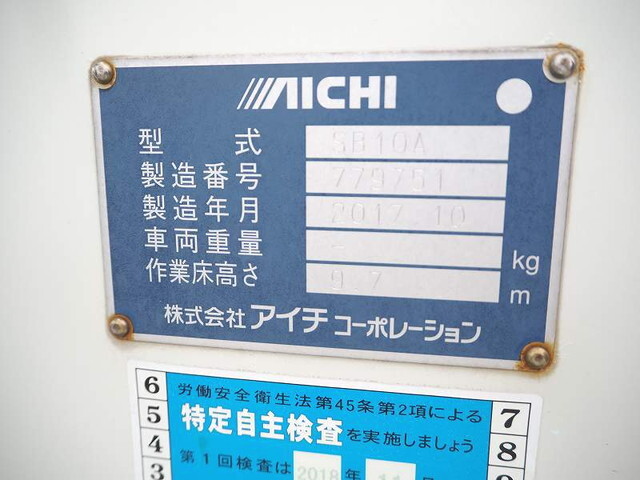 AICHI
型式 SB10A
製造番号 779751
製造年月 2017.10
車両重量 - kg
作業床高さ 9.7 m
株式会社アイチコーポレーション
6 労働安全衛生法第45条第2項による 7
5 特定自主検査を実施しましょう 8
4
3 第1回検査は 2018年